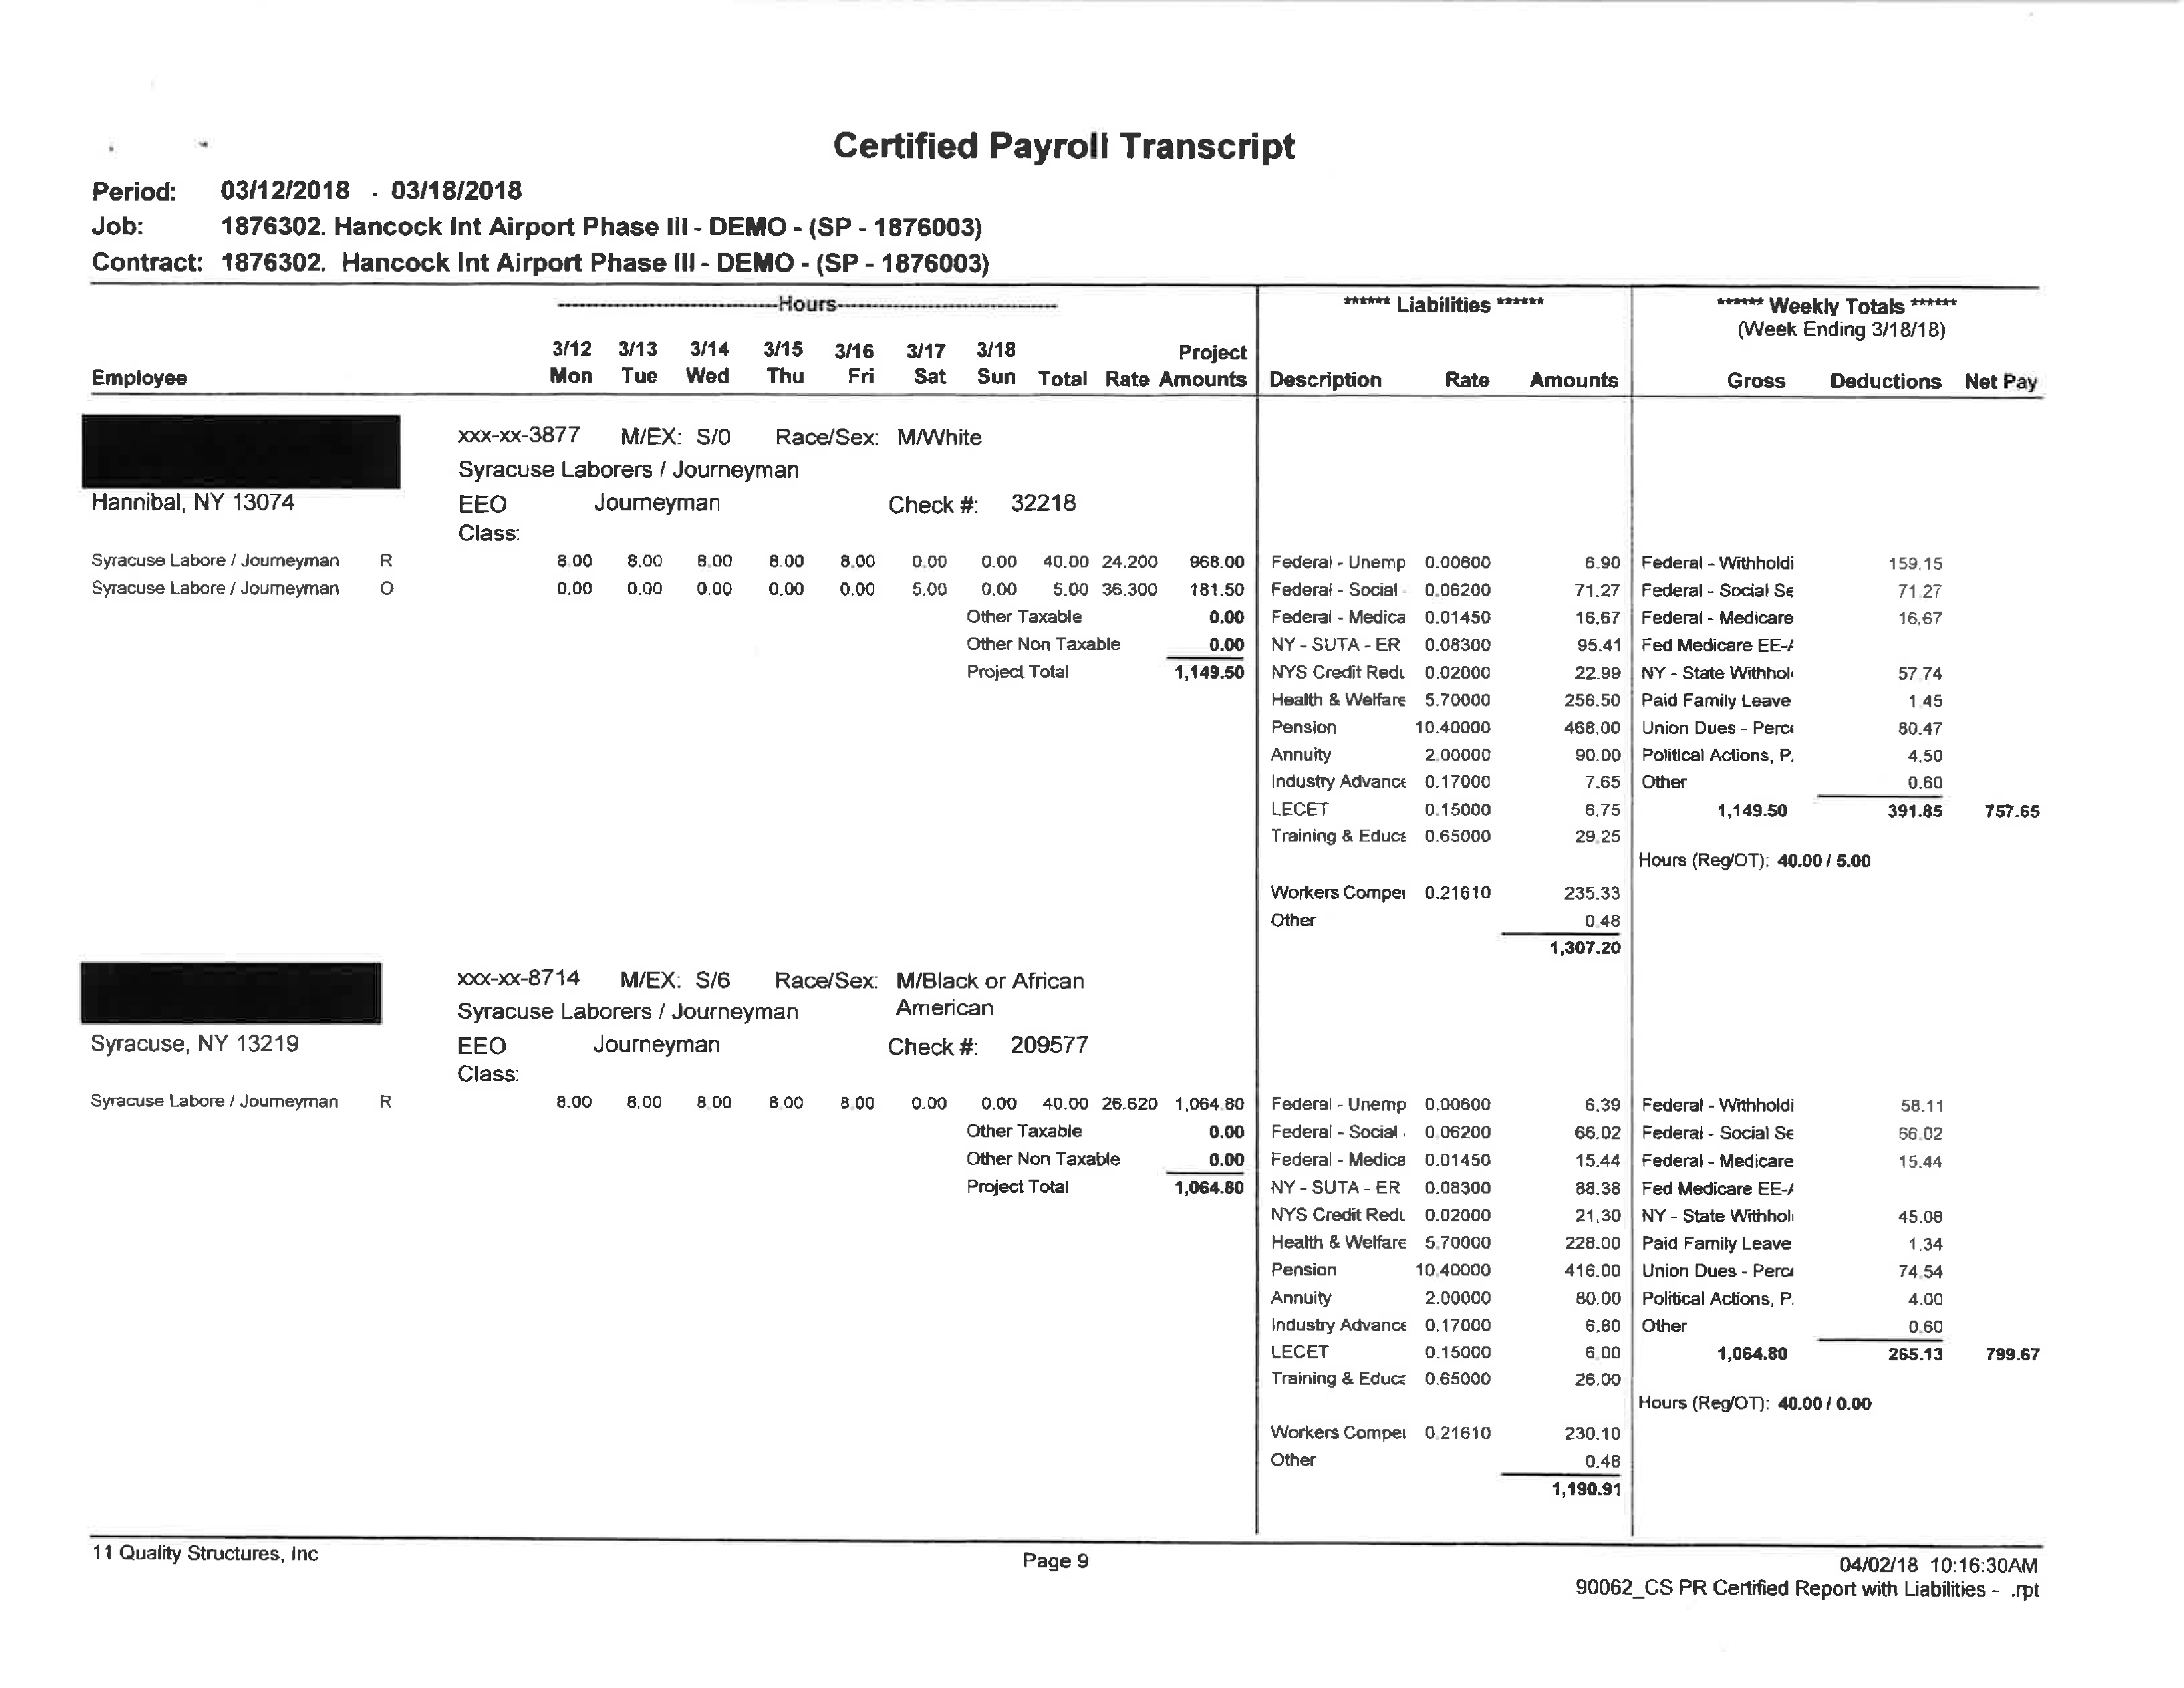 Certified Payroll Transcript
Period: 03/12/2018 - 03/18/2018
Job: 1876302. Hancock Int Airport Phase III - DEMO - (SP - 1876003)
Contract: 1876302. Hancock Int Airport Phase III - DEMO - (SP - 1876003)
------------------------------Hours------------------------------ ****** Liabilities ****** ****** Weekly Totals ******
(Week Ending 3/18/18)
3/12 3/13 3/14 3/15 3/16 3/17 3/18 Project
Employee Mon Tue Wed Thu Fri Sat Sun Total Rate Amounts Description Rate Amounts Gross Deductions Net Pay
xxx-xx-3877 M/EX: S/0 Race/Sex: M/White
Syracuse Laborers / Journeyman
Hannibal, NY 13074 EEO Journeyman Check #: 32218
Class:
Syracuse Labore / Journeyman R 8.00 8.00 8.00 8.00 8.00 0.00 0.00 40.00 24.200 968.00 Federal - Unemp 0.00600 6.90 Federal - Withholdi 159.15
Syracuse Labore / Journeyman O 0.00 0.00 0.00 0.00 0.00 5.00 0.00 5.00 36.300 181.50 Federal - Social - 0.06200 71.27 Federal - Social Se 71.27
Other Taxable 0.00 Federal - Medica 0.01450 16.67 Federal - Medicare 16.67
Other Non Taxable 0.00 NY - SUTA - ER 0.08300 95.41 Fed Medicare EE-A
Project Total 1,149.50 NYS Credit Redu 0.02000 22.99 NY - State Withhol 57.74
Health & Welfare 5.70000 256.50 Paid Family Leave 1.45
Pension 10.40000 468.00 Union Dues - Perce 80.47
Annuity 2.00000 90.00 Political Actions, P. 4.50
Industry Advance 0.17000 7.65 Other 0.60
LECET 0.15000 6.75 1,149.50 391.85 757.65
Training & Educa 0.65000 29.25
Hours (Reg/OT): 40.00 / 5.00
Workers Comper 0.21610 235.33
Other 0.48
1,307.20
xxx-xx-8714 M/EX: S/6 Race/Sex: M/Black or African
Syracuse Laborers / Journeyman American
Syracuse, NY 13219 EEO Journeyman Check #: 209577
Class:
Syracuse Labore / Journeyman R 8.00 8.00 8.00 8.00 8.00 0.00 0.00 40.00 26.620 1,064.80 Federal - Unemp 0.00600 6.39 Federal - Withholdi 58.11
Other Taxable 0.00 Federal - Social - 0.06200 66.02 Federal - Social Se 66.02
Other Non Taxable 0.00 Federal - Medica 0.01450 15.44 Federal - Medicare 15.44
Project Total 1,064.80 NY - SUTA - ER 0.08300 88.38 Fed Medicare EE-A
NYS Credit Redu 0.02000 21.30 NY - State Withhol 45.08
Health & Welfare 5.70000 228.00 Paid Family Leave 1.34
Pension 10.40000 416.00 Union Dues - Perce 74.54
Annuity 2.00000 80.00 Political Actions, P. 4.00
Industry Advance 0.17000 6.80 Other 0.60
LECET 0.15000 6.00 1,064.80 265.13 799.67
Training & Educa 0.65000 26.00
Hours (Reg/OT): 40.00 / 0.00
Workers Comper 0.21610 230.10
Other 0.48
1,190.91
11 Quality Structures, Inc Page 9 04/02/18 10:16:30AM
90062_CS PR Certified Report with Liabilities - .rpt